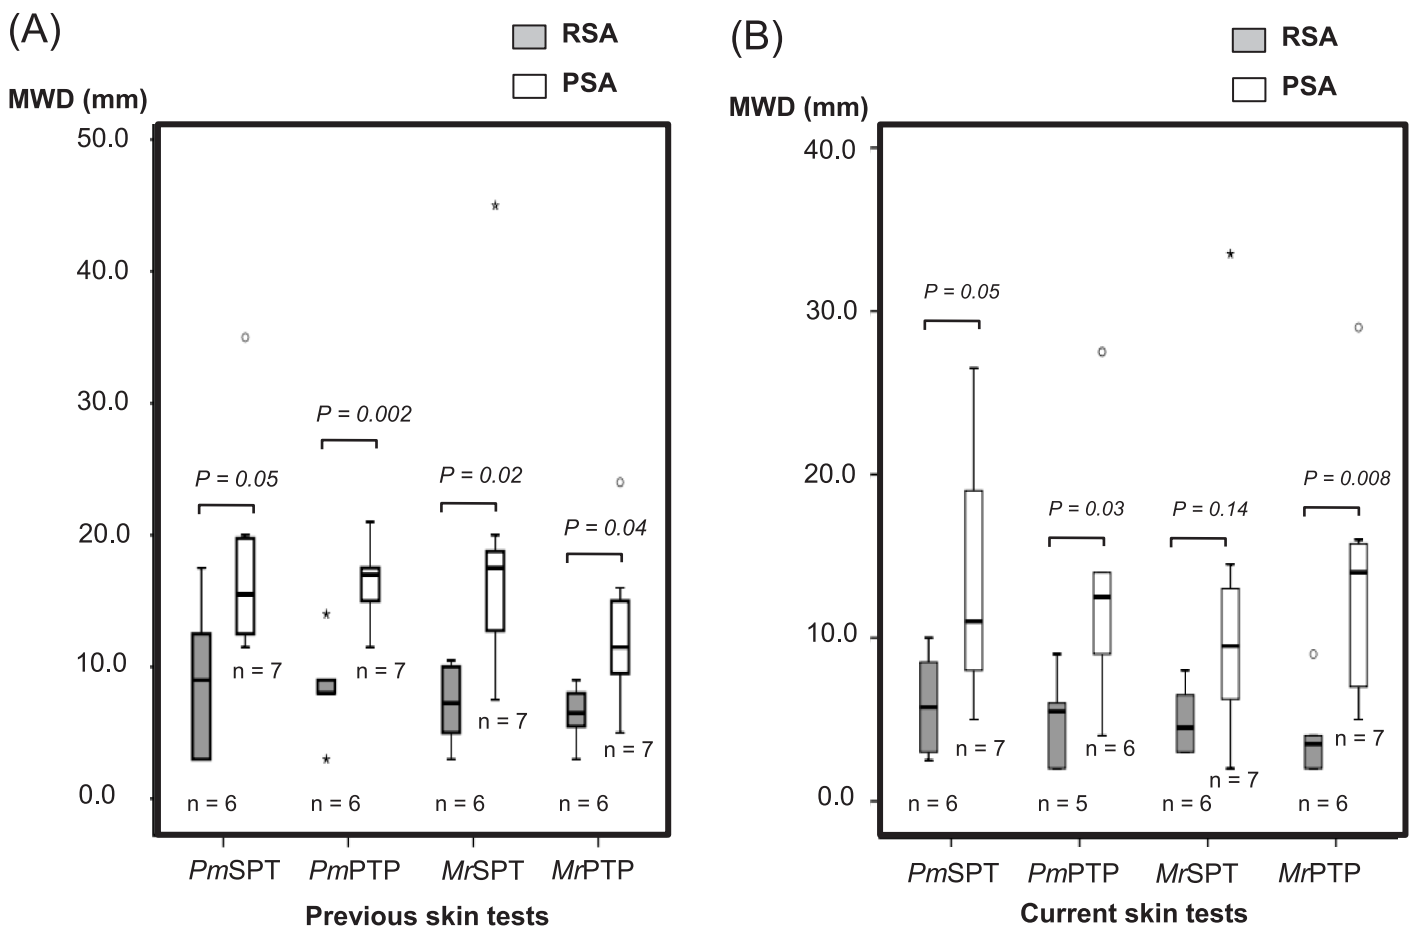 (A)
RSA
PSA
MWD (mm)
50.0
40.0
30.0
20.0
10.0
0.0
P = 0.05
P = 0.002
P = 0.02
P = 0.04
n = 7
n = 7
n = 7
n = 7
n = 6
n = 6
n = 6
n = 6
PmSPT
PmPTP
MrSPT
MrPTP
Previous skin tests
(B)
RSA
PSA
MWD (mm)
40.0
30.0
20.0
10.0
0.0
P = 0.05
P = 0.03
P = 0.14
P = 0.008
n = 7
n = 6
n = 7
n = 7
n = 6
n = 5
n = 6
n = 6
PmSPT
PmPTP
MrSPT
MrPTP
Current skin tests